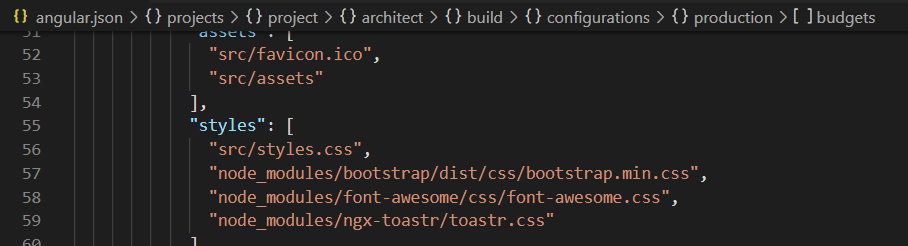 {} angular.json > {} projects > {} project > {} architect > {} build > {} configurations > {} production > [ ] budgets
51 "assets": [
52 "src/favicon.ico",
53 "src/assets"
54 ],
55 "styles": [
56 "src/styles.css",
57 "node_modules/bootstrap/dist/css/bootstrap.min.css",
58 "node_modules/font-awesome/css/font-awesome.css",
59 "node_modules/ngx-toastr/toastr.css"
60 ]